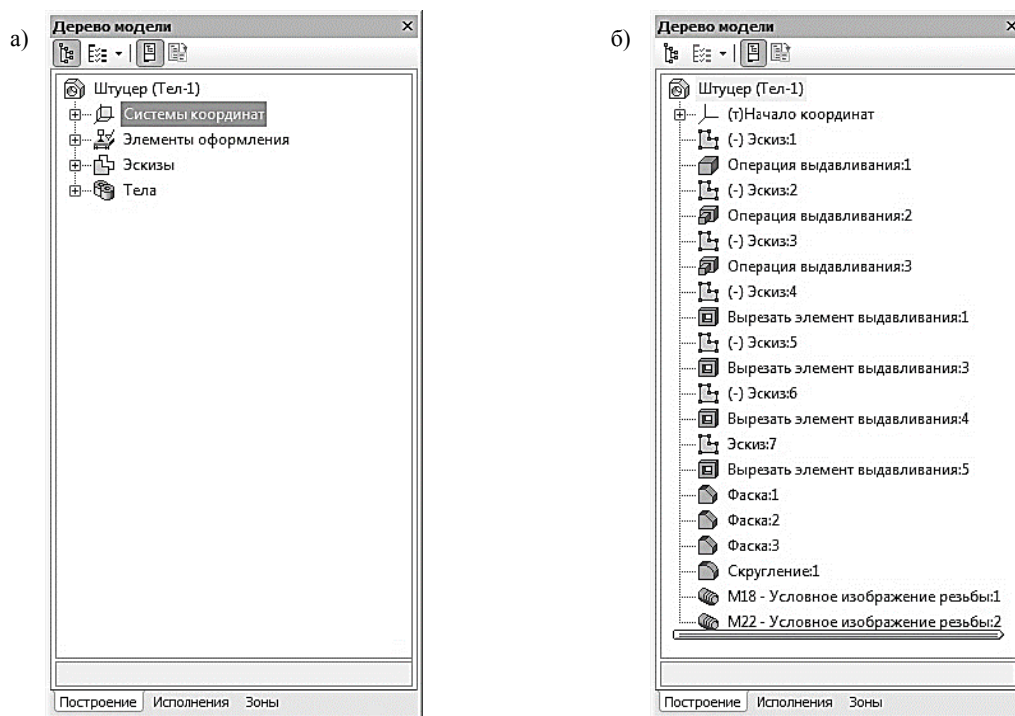 а)
Дерево модели
Штуцер (Тел-1)
Системы координат
Элементы оформления
Эскизы
Тела
Построение Исполнения Зоны
б)
Дерево модели
Штуцер (Тел-1)
(т)Начало координат
(-) Эскиз:1
Операция выдавливания:1
(-) Эскиз:2
Операция выдавливания:2
(-) Эскиз:3
Операция выдавливания:3
(-) Эскиз:4
Вырезать элемент выдавливания:1
(-) Эскиз:5
Вырезать элемент выдавливания:3
(-) Эскиз:6
Вырезать элемент выдавливания:4
Эскиз:7
Вырезать элемент выдавливания:5
Фаска:1
Фаска:2
Фаска:3
Скругление:1
М18 - Условное изображение резьбы:1
М22 - Условное изображение резьбы:2
Построение Исполнения Зоны